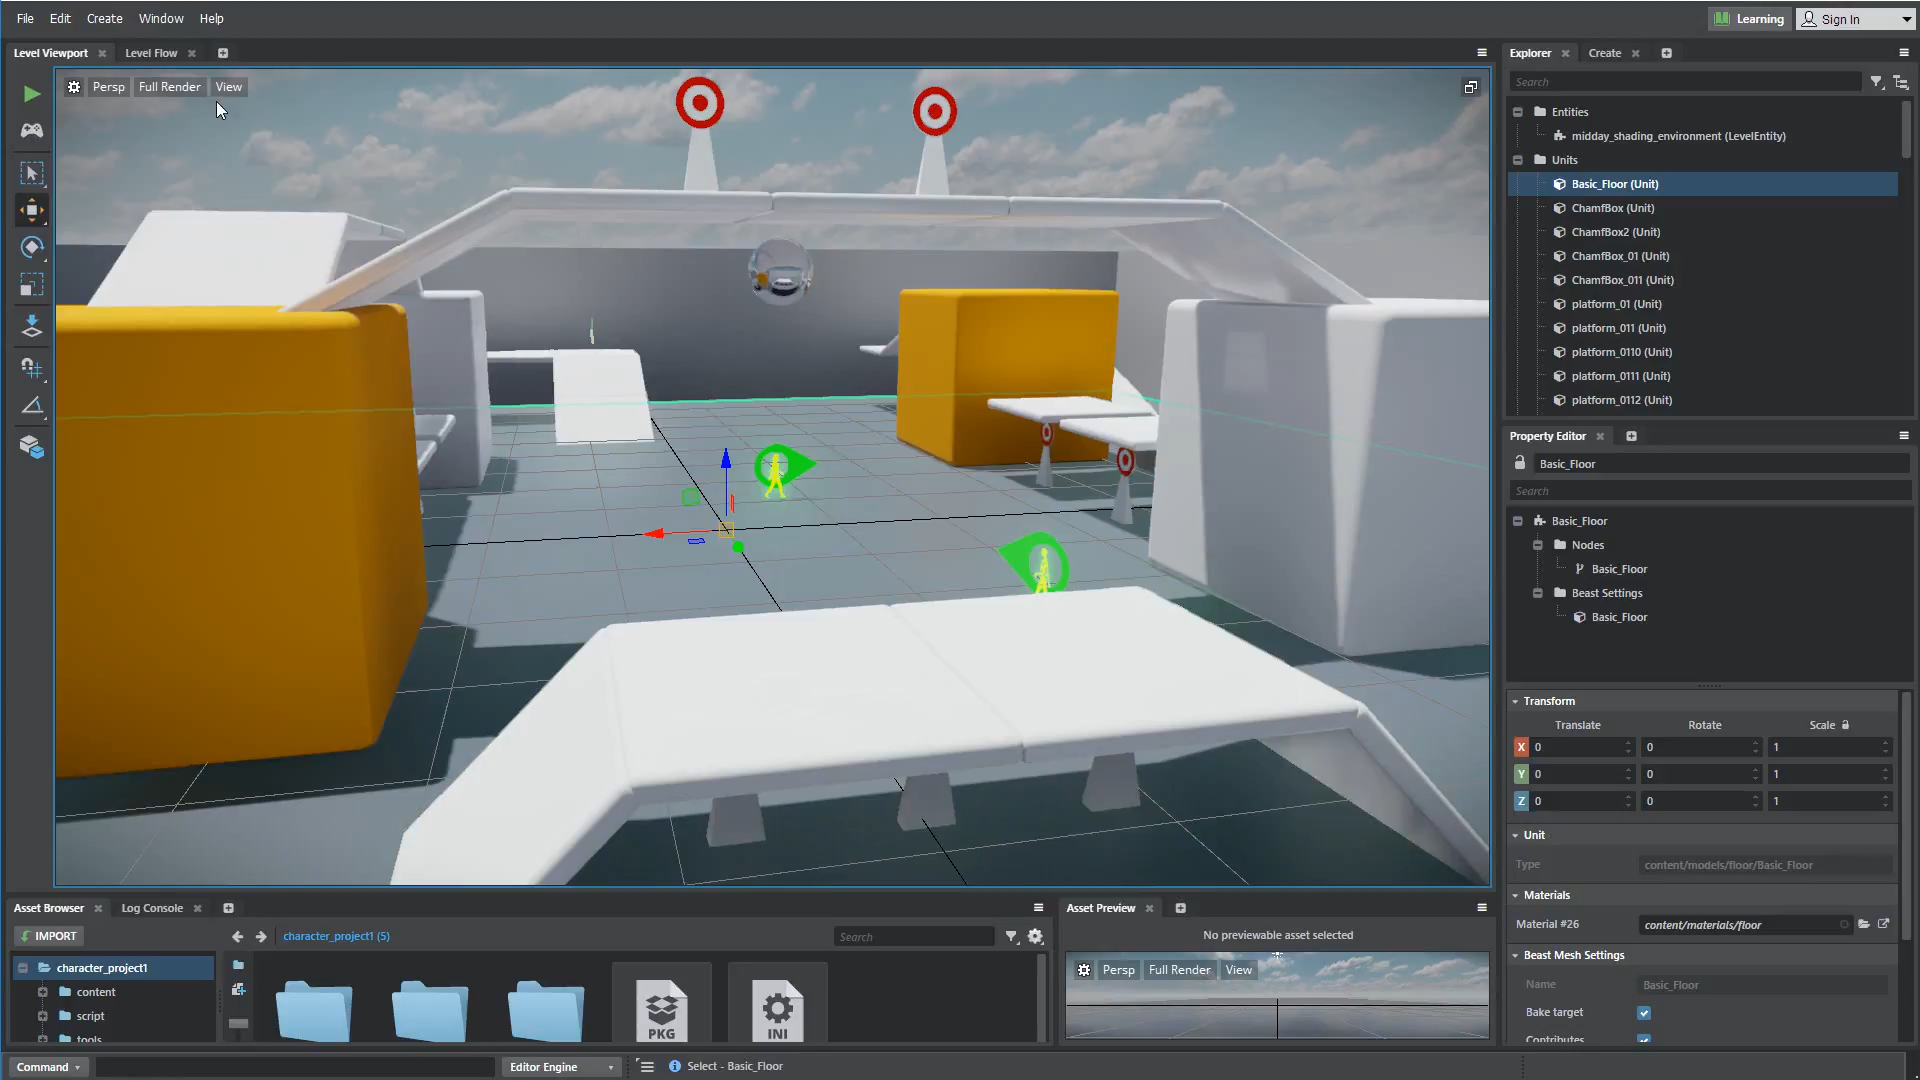 File Edit Create Window Help
Learning Sign In
Level Viewport Level Flow
Persp Full Render View
Explorer Create
Search
Entities
midday_shading_environment (LevelEntity)
Units
Basic_Floor (Unit)
ChamfBox (Unit)
ChamfBox2 (Unit)
ChamfBox_01 (Unit)
ChamfBox_011 (Unit)
platform_01 (Unit)
platform_011 (Unit)
platform_0110 (Unit)
platform_0111 (Unit)
platform_0112 (Unit)
Property Editor
Basic_Floor
Search
Basic_Floor
Nodes
Basic_Floor
Beast Settings
Basic_Floor
Transform
Translate Rotate Scale
X 0 0 1
Y 0 0 1
Z 0 0 1
Unit
Type content/models/floor/Basic_Floor
Materials
Material #26 content/materials/floor
Beast Mesh Settings
Name Basic_Floor
Bake target
Contributes
Asset Browser Log Console
IMPORT character_project1 (5) Search
character_project1
content
script
tools
PKG INI
Asset Preview
No previewable asset selected
Persp Full Render View
Command Editor Engine Select - Basic_Floor